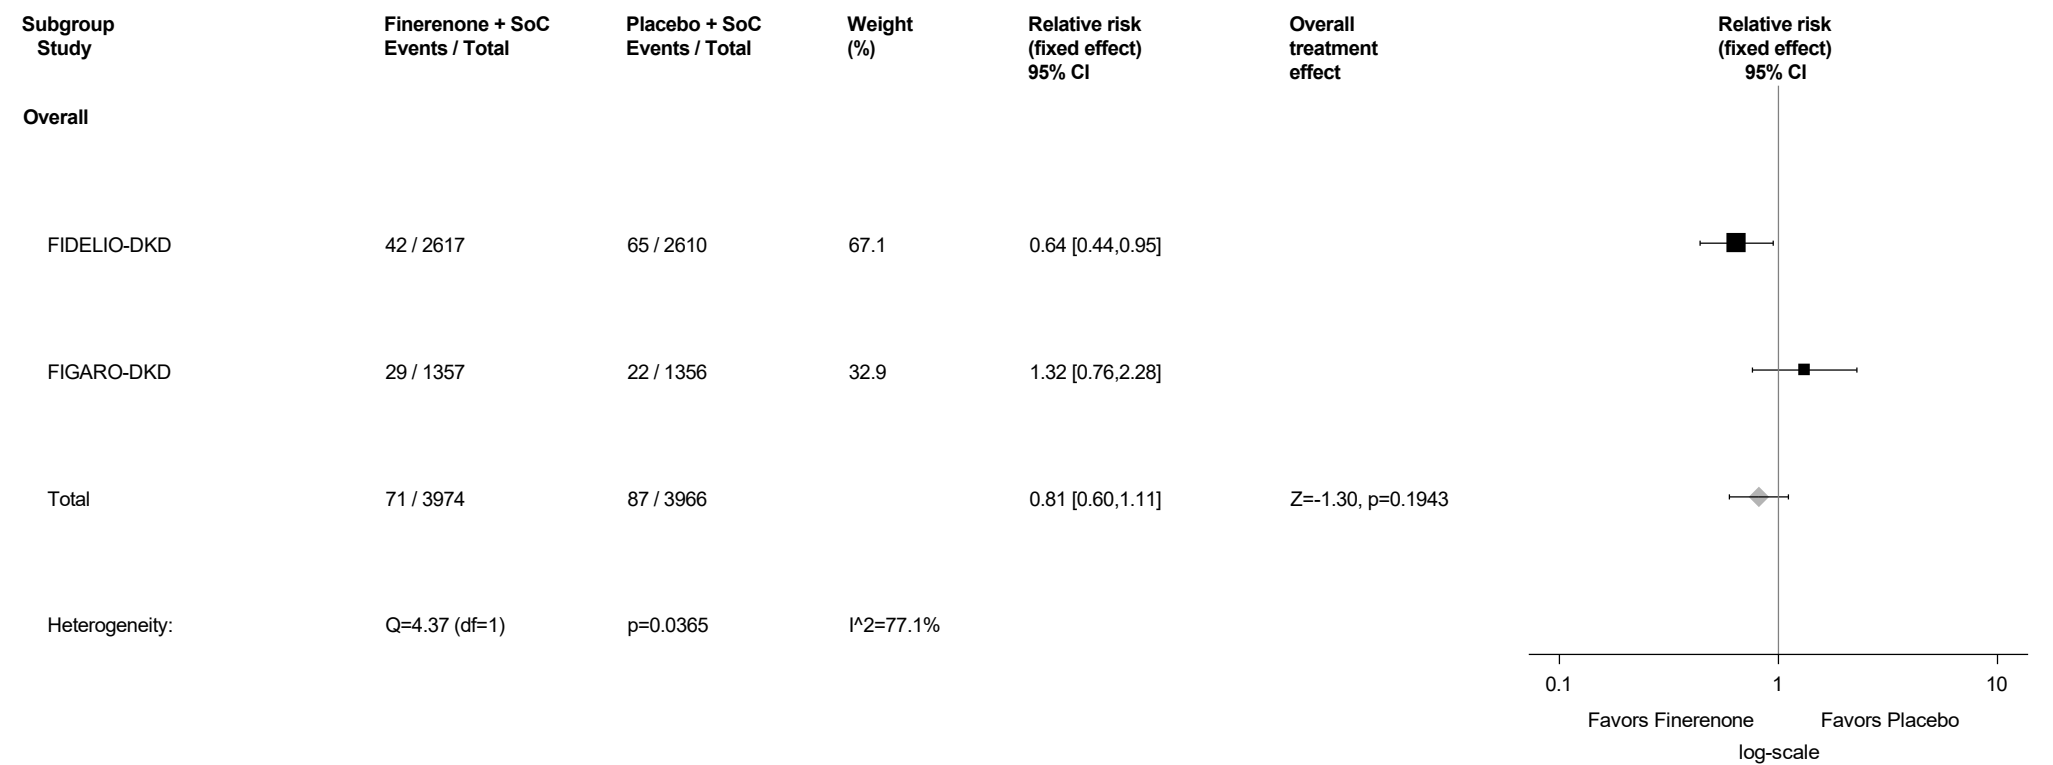 Subgroup Finerenone + SoC Placebo + SoC Weight Relative risk Overall Relative risk
Study Events / Total Events / Total (%) (fixed effect) treatment (fixed effect)
95% CI effect 95% CI
Overall
FIDELIO-DKD 42 / 2617 65 / 2610 67.1 0.64 [0.44,0.95]
FIGARO-DKD 29 / 1357 22 / 1356 32.9 1.32 [0.76,2.28]
Total 71 / 3974 87 / 3966 0.81 [0.60,1.11] Z=-1.30, p=0.1943
Heterogeneity: Q=4.37 (df=1) p=0.0365 I^2=77.1%
0.1 1 10
Favors Finerenone Favors Placebo
log-scale